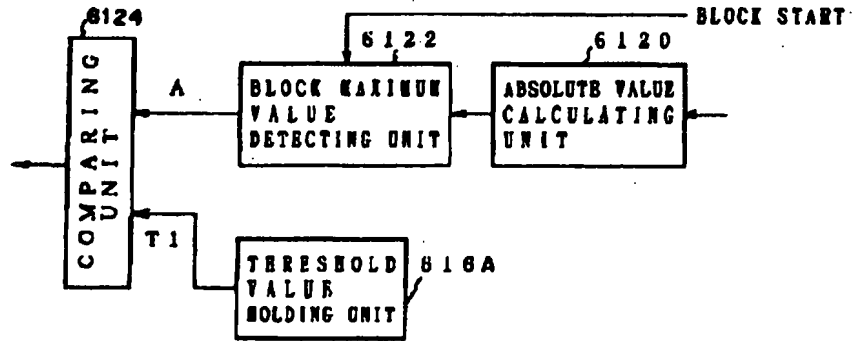 6124
BLOCK START
6122
6120
COMPARING
UNIT
A
BLOCK MAXIMUM
VALUE
DETECTING UNIT
ABSOLUTE VALUE
CALCULATING
UNIT
T1
THRESHOLD
VALUE
HOLDING UNIT
616A